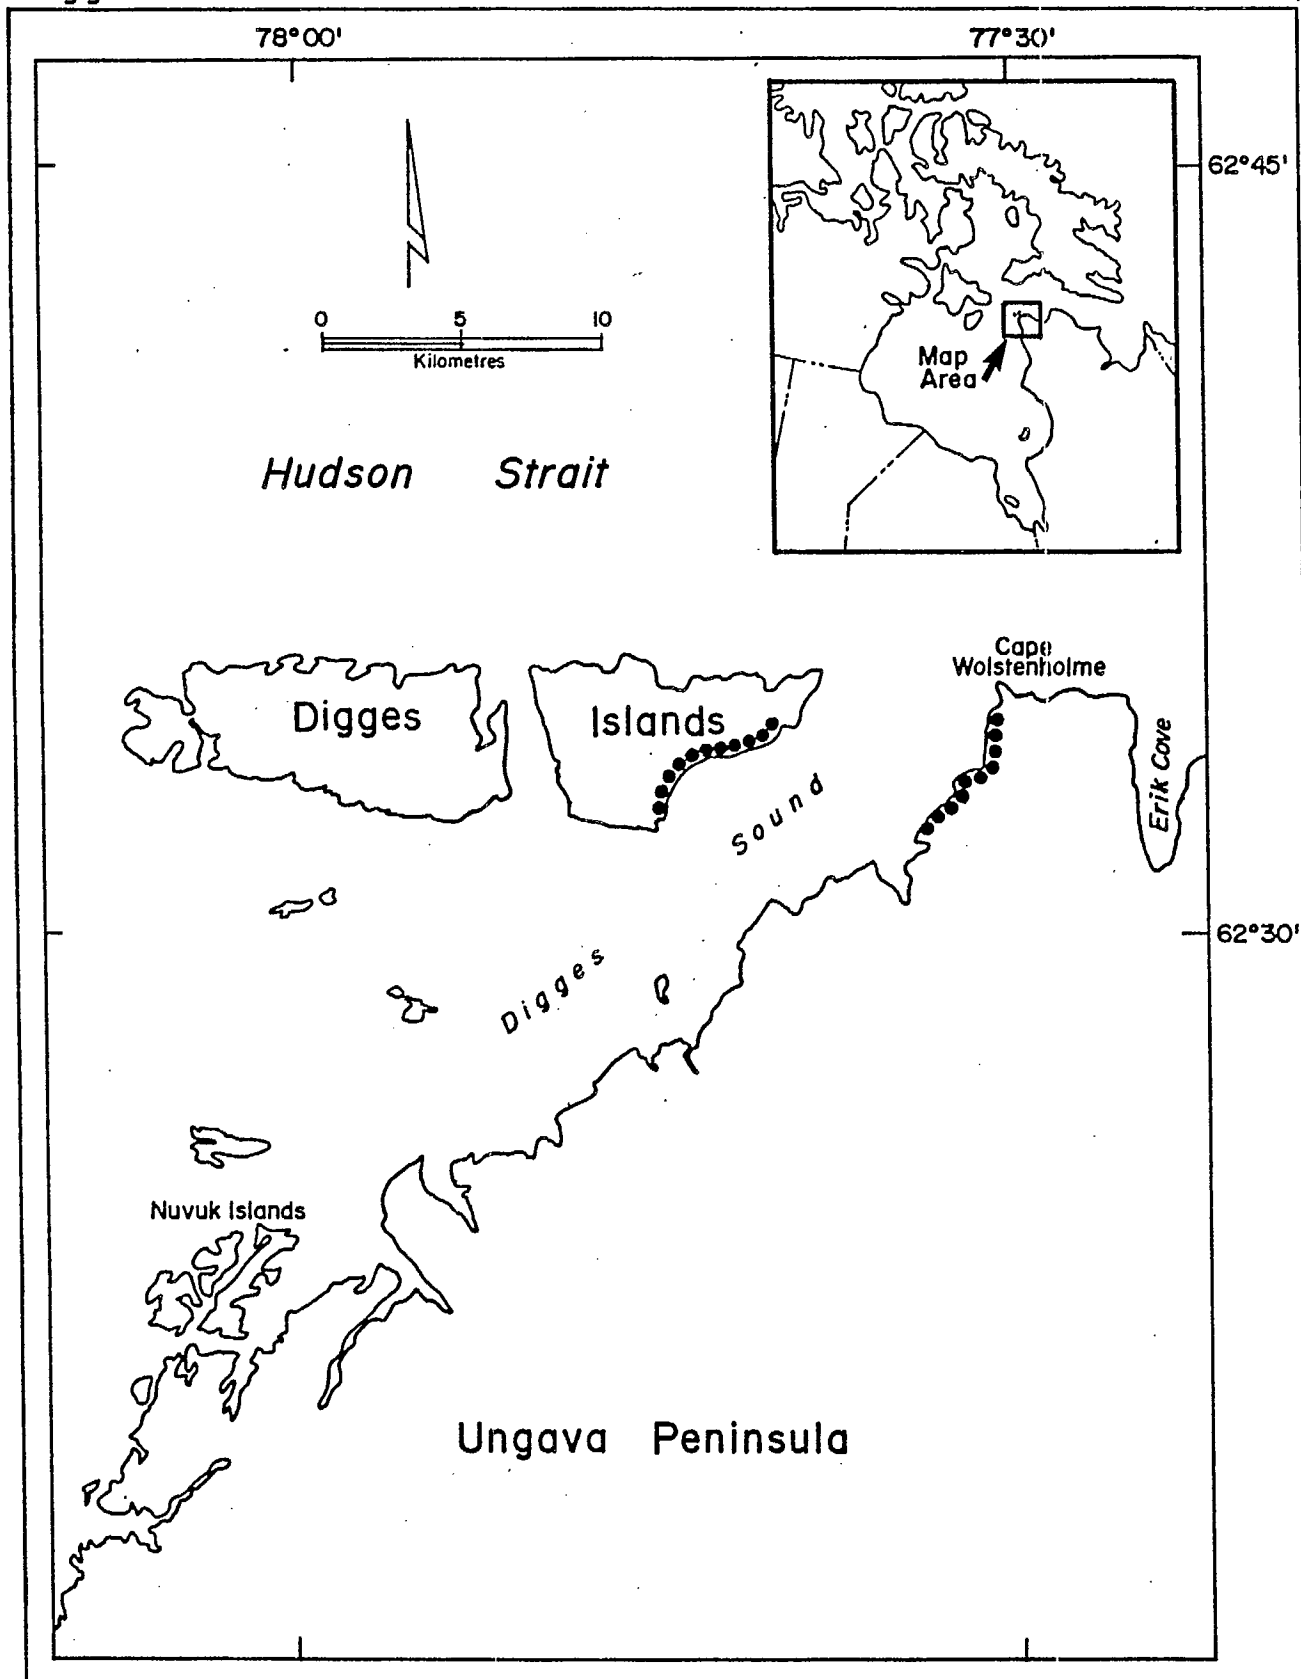 78°00'
77°30'
62°45'
0 5 10
Kilometres
Map
Area
Hudson Strait
Cape
Wolstenholme
Digges Islands
Erik Cove
Sound
Digges
62°30'
Nuvuk Islands
Ungava Peninsula